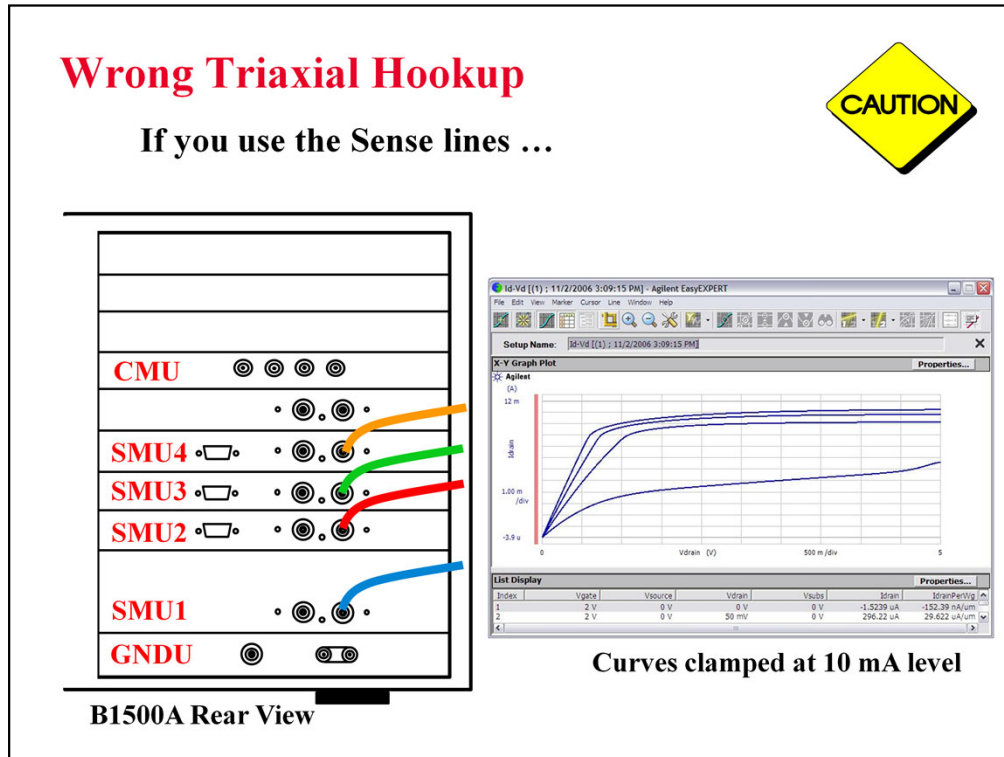 Wrong Triaxial Hookup
CAUTION
If you use the Sense lines …
CMU
SMU4
SMU3
SMU2
SMU1
GNDU
B1500A Rear View
Id-Vd [(1) ; 11/2/2006 3:09:15 PM] - Agilent EasyEXPERT
File Edit View Marker Cursor Line Window Help
Setup Name: Id-Vd [(1) ; 11/2/2006 3:09:15 PM]
X-Y Graph Plot Properties...
Agilent
(A)
12 m
Idrain
1.00 m
/div
-3.9 u
0 Vdrain (V) 500 m /div 5
List Display Properties...
Index Vgate Vsource Vdrain Vsubs Idrain IdrainPerWg
1 2 V 0 V 0 V 0 V -1.5239 uA -152.39 nA/um
2 2 V 0 V 50 mV 0 V 296.22 uA 29.622 uA/um
Curves clamped at 10 mA level